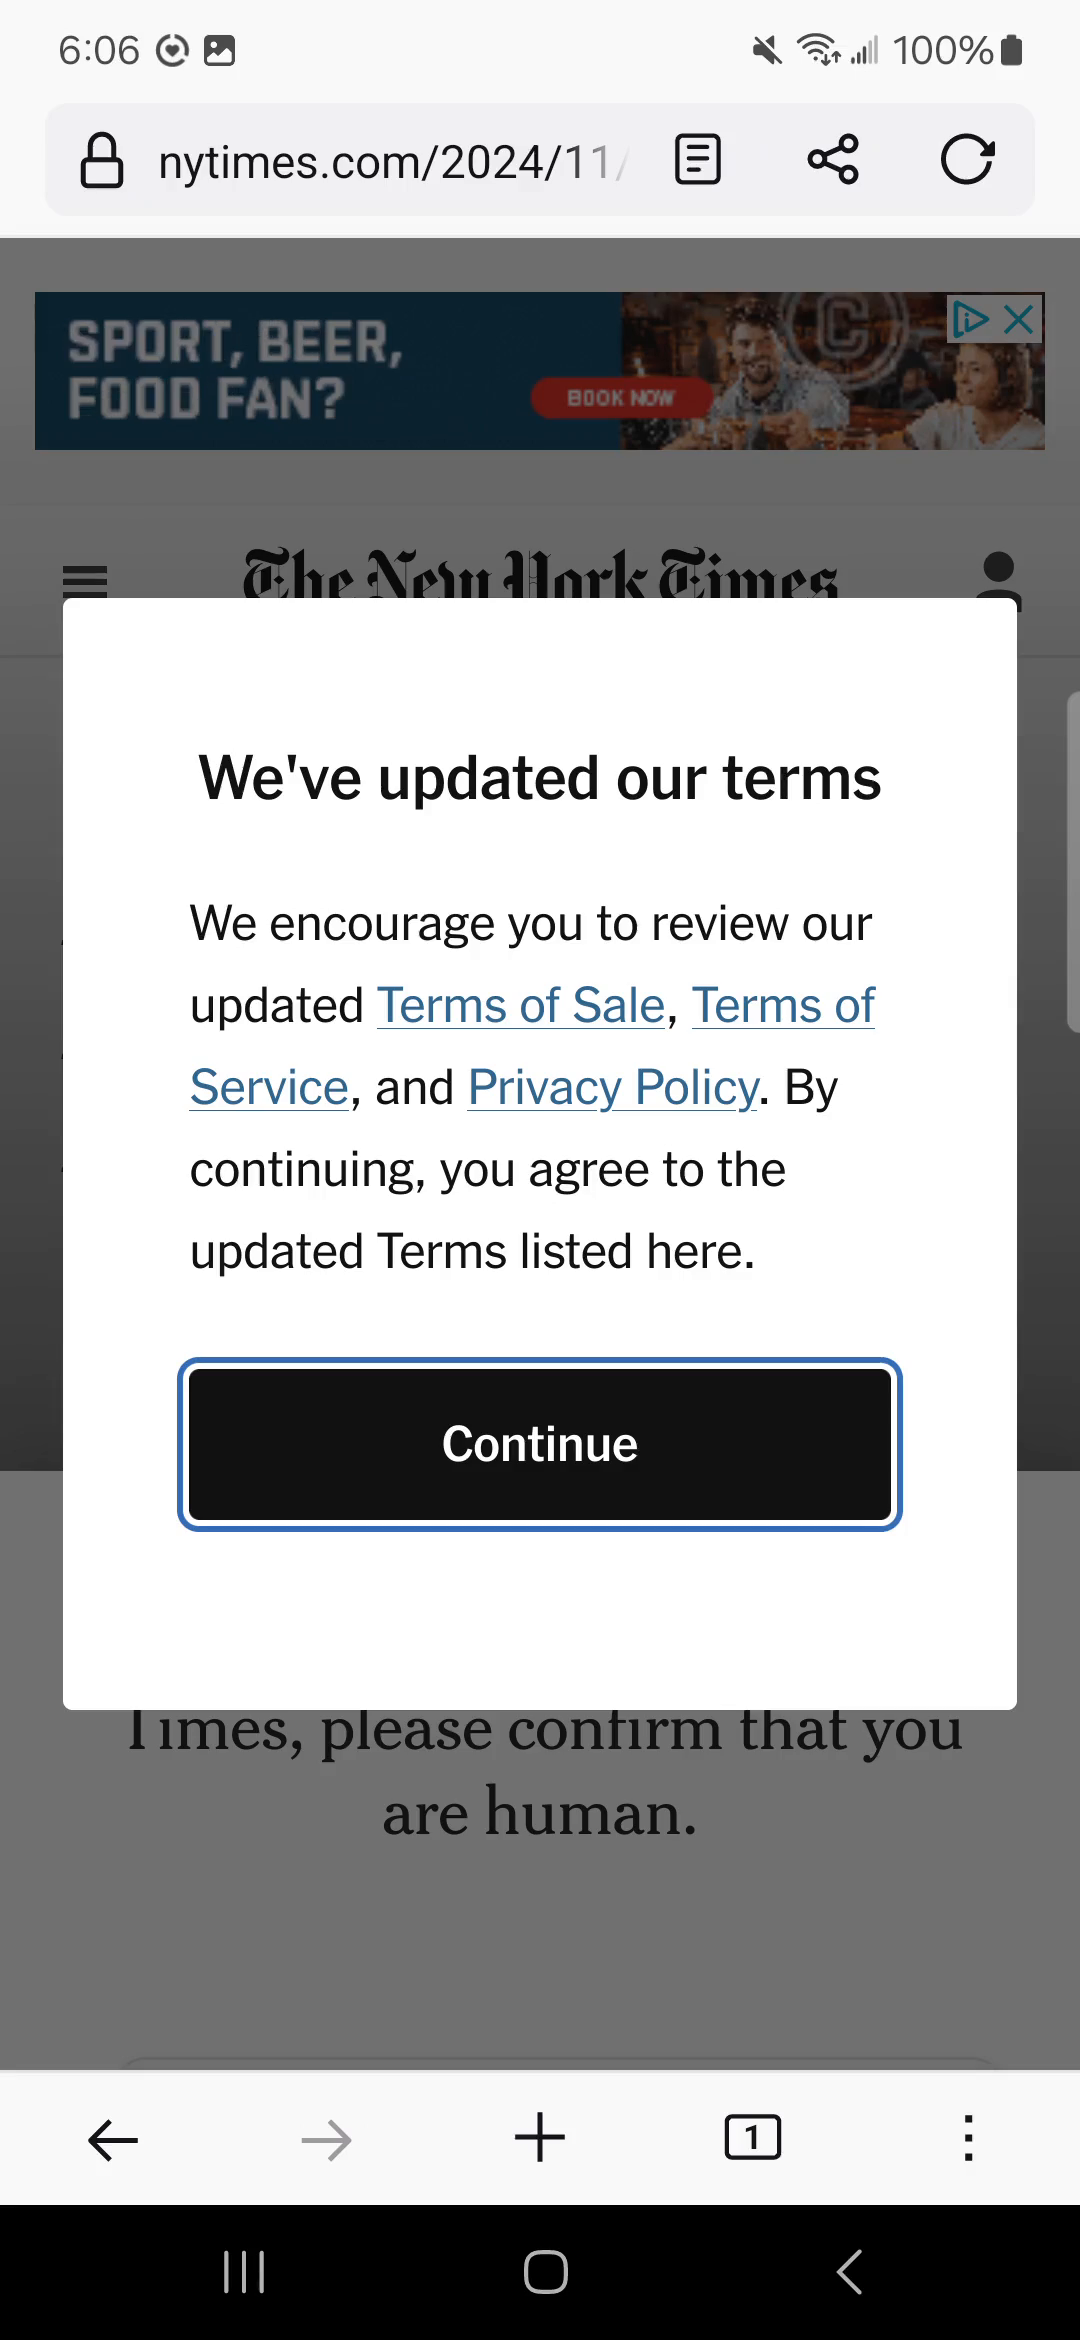 6:06
100%
nytimes.com/2024/11/
SPORT, BEER,
FOOD FAN?
BOOK NOW
The New York Times
We've updated our terms
We encourage you to review our
updated Terms of Sale, Terms of
Service, and Privacy Policy. By
continuing, you agree to the
updated Terms listed here.
Continue
Times, please confirm that you
are human.
1